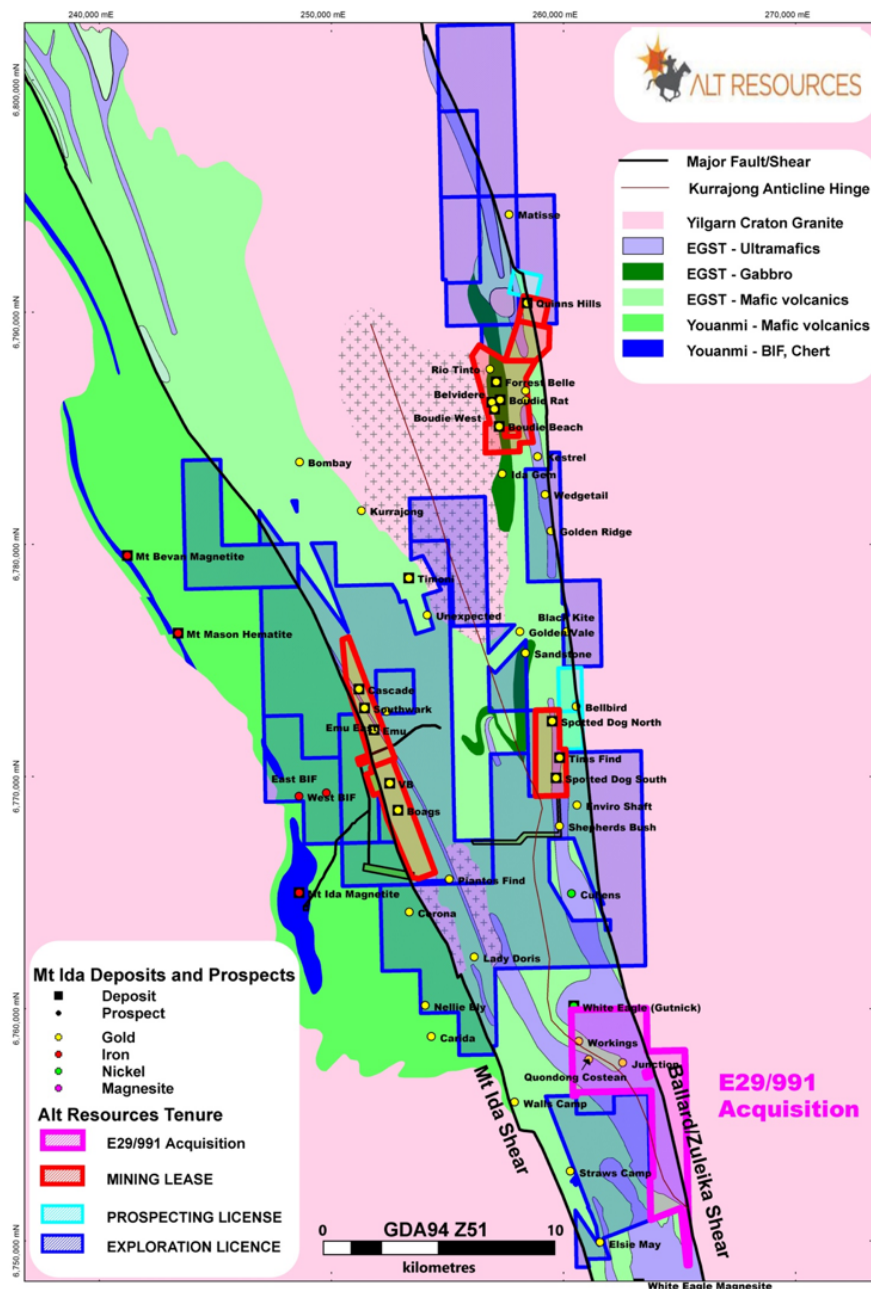 240,000 mE
250,000 mE
260,000 mE
270,000 mE
6,800,000 mN
6,790,000 mN
6,780,000 mN
6,770,000 mN
6,760,000 mN
6,750,000 mN
ALT RESOURCES
Major Fault/Shear
Kurrajong Anticline Hinge
Yilgarn Craton Granite
EGST - Ultramafics
EGST - Gabbro
EGST - Mafic volcanics
Youanmi - Mafic volcanics
Youanmi - BIF, Chert
Matisse
Quinns Hills
Rio Tinto
Forrest Belle
Belvidere
Boudie Rat
Boudie West
Boudie Beach
Kestrel
Bombay
Ida Gem
Wedgetail
Kurrajong
Golden Ridge
Mt Bevan Magnetite
Timoni
Unexpected
Black Kite
Mt Mason Hematite
Golden Vale
Sandstone
Cascade
Southwark
Bellbird
Spotted Dog North
Emu East
Emu
Tims Find
East BIF
VB
Spotted Dog South
West BIF
Boags
Enviro Shaft
Shepherds Bush
Piantos Find
Mt Ida Magnetite
Cullens
Corona
Lady Doris
Nellie Bly
White Eagle (Gutnick)
Carida
Workings
Junction
Quondong Costean
E29/991
Acquisition
Walls Camp
Mt Ida Shear
Ballard/Zuleika Shear
Straws Camp
Elsie May
White Eagle Magnesite
Mt Ida Deposits and Prospects
Deposit
Prospect
Gold
Iron
Nickel
Magnesite
Alt Resources Tenure
E29/991 Acquisition
MINING LEASE
PROSPECTING LICENSE
EXPLORATION LICENCE
0 GDA94 Z51 10
kilometres